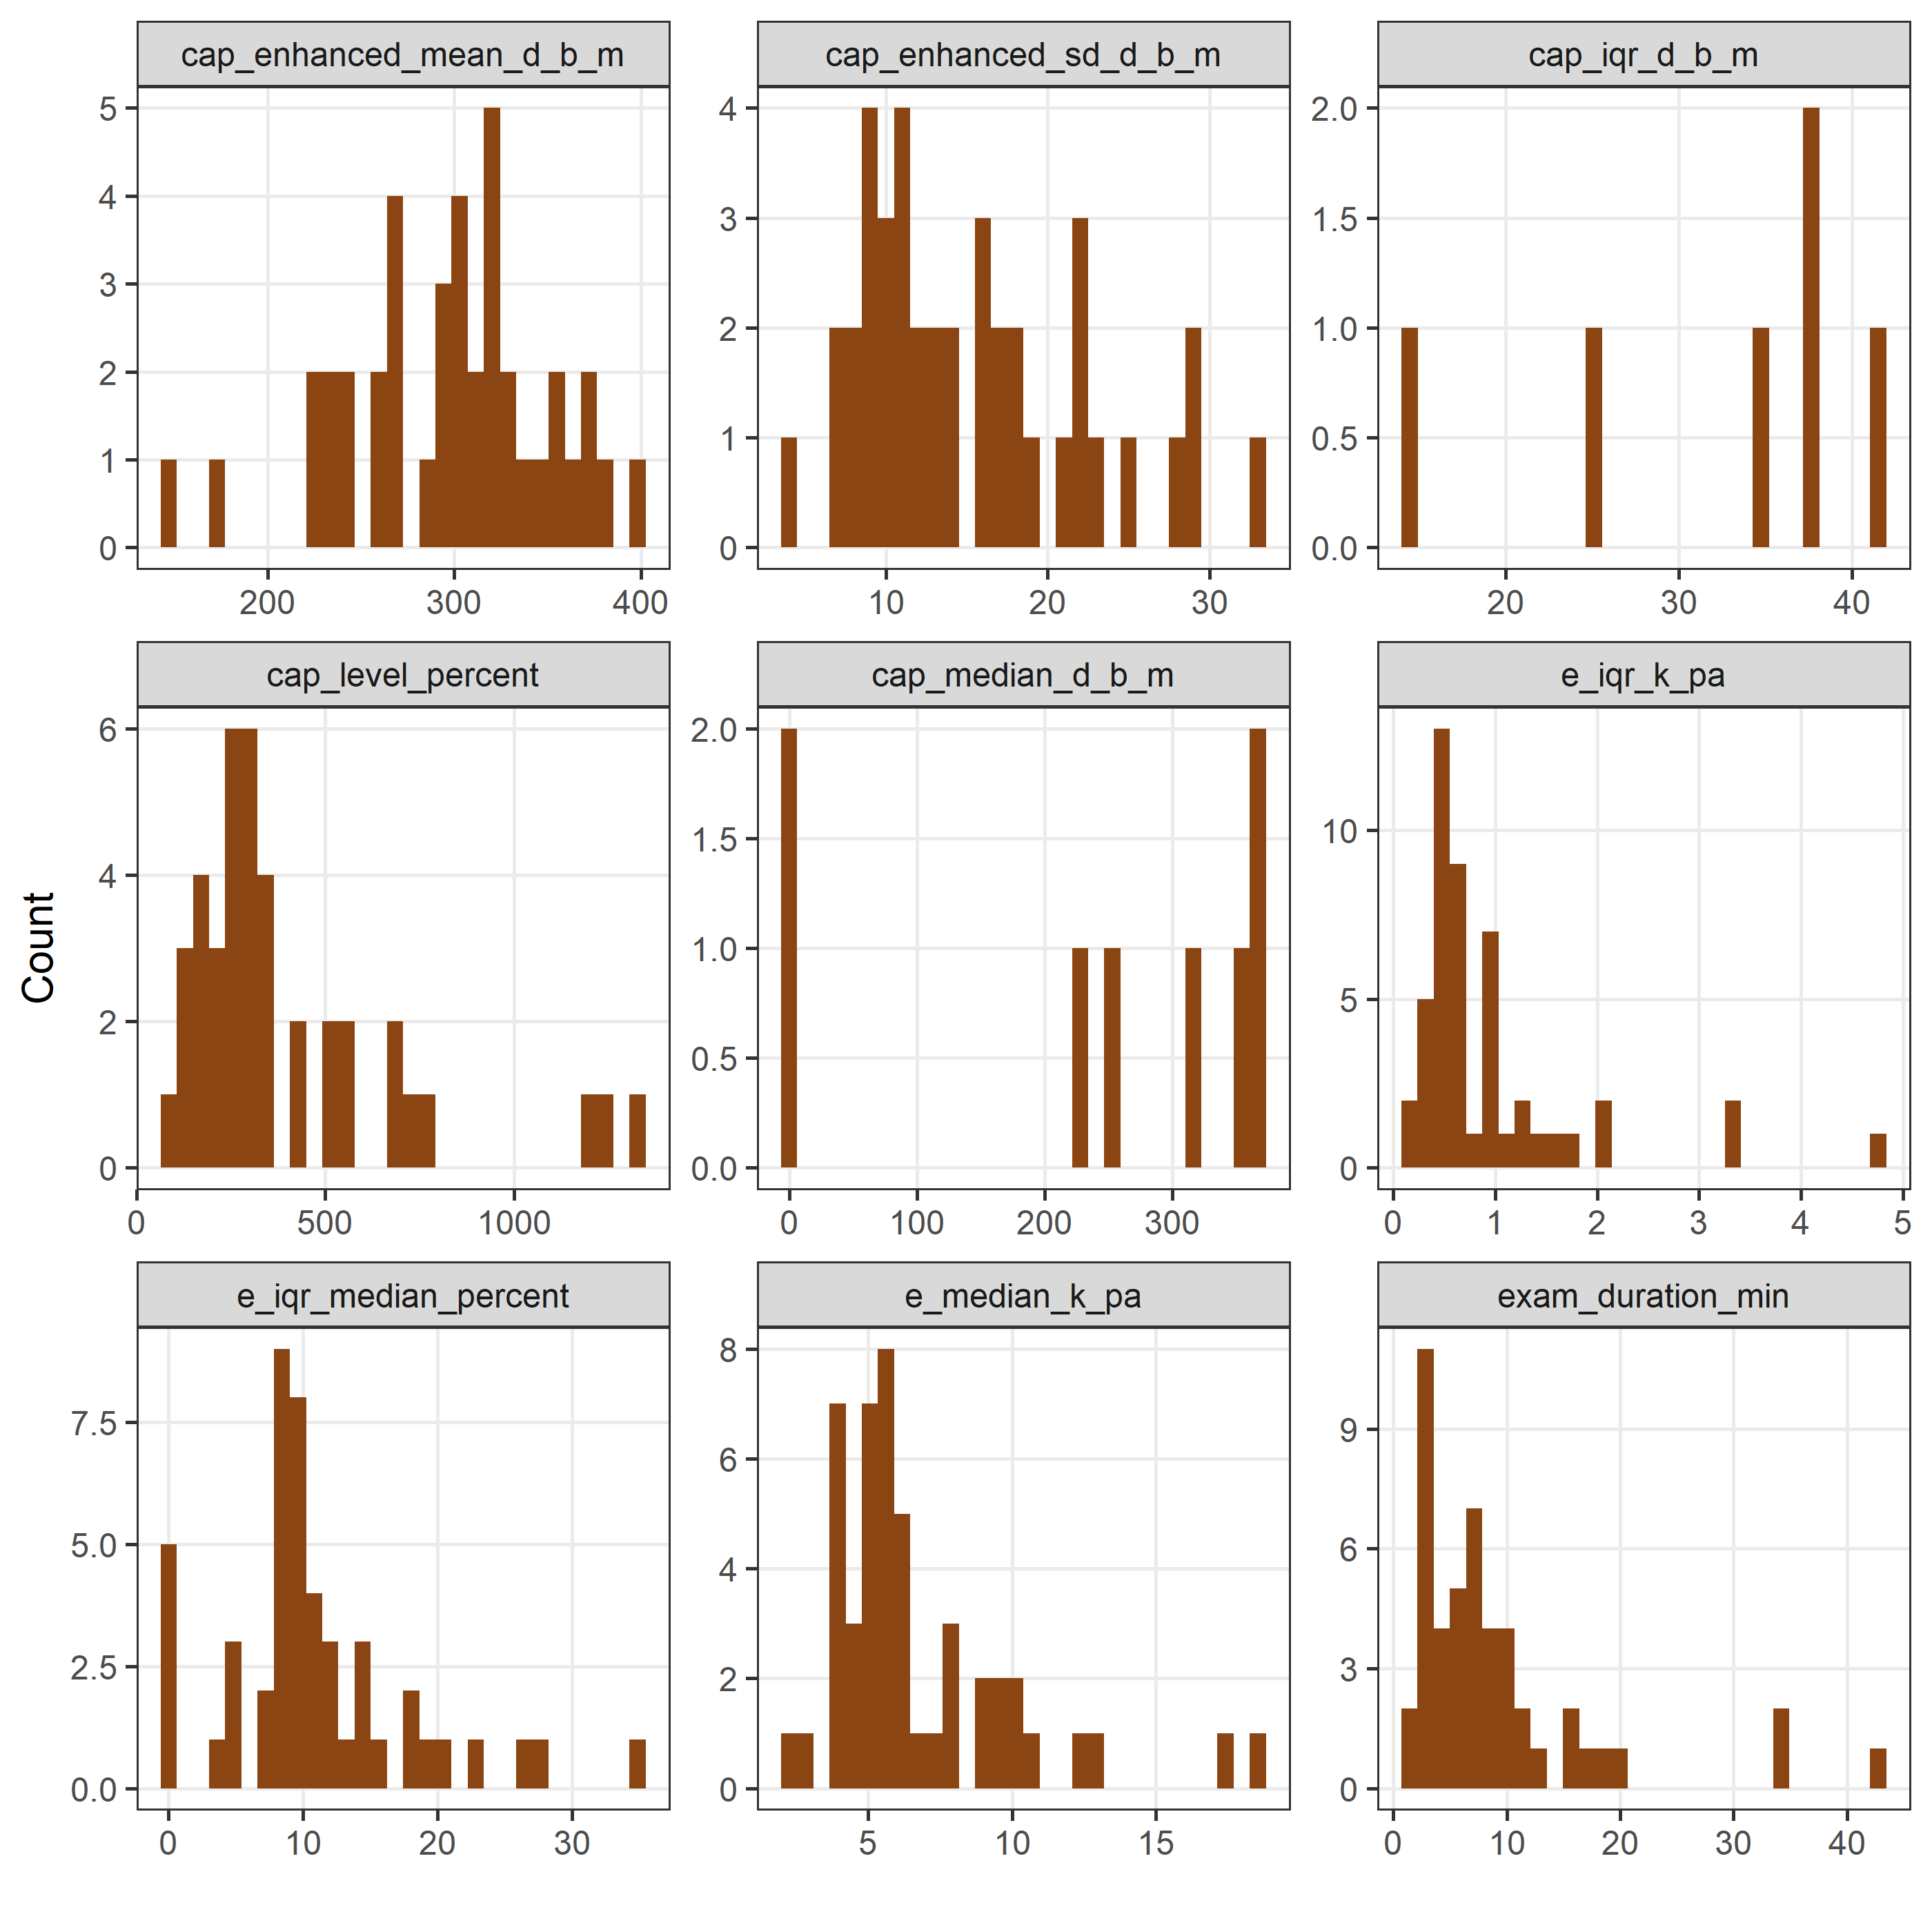 cap_enhanced_mean_d_b_m cap_enhanced_sd_d_b_m cap_iqr_d_b_m
5 4 2.0
4 3 1.5
3 2 1.0
2 1 0.5
1 0 0.0
0
200 300 400 10 20 30 20 30 40
cap_level_percent cap_median_d_b_m e_iqr_k_pa
6 2.0 10
4 1.5 5
2 1.0 0
0 0.5
0.0
0 500 1000 0 100 200 300 0 1 2 3 4 5
Count
e_iqr_median_percent e_median_k_pa exam_duration_min
7.5 8 9
5.0 6 6
2.5 4 3
0.0 2 0
0
0 10 20 30 5 10 15 0 10 20 30 40